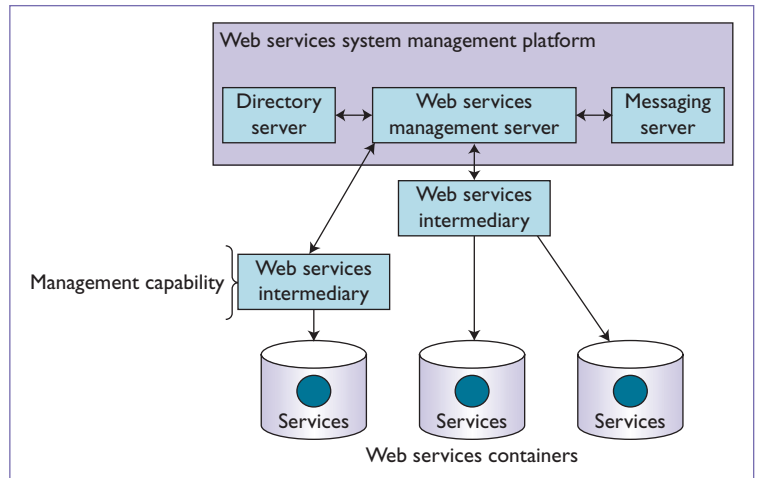 Web services system management platform
Directory
server
Web services
management server
Messaging
server
Web services
intermediary
Management capability
Web services
intermediary
Services
Services
Services
Web services containers